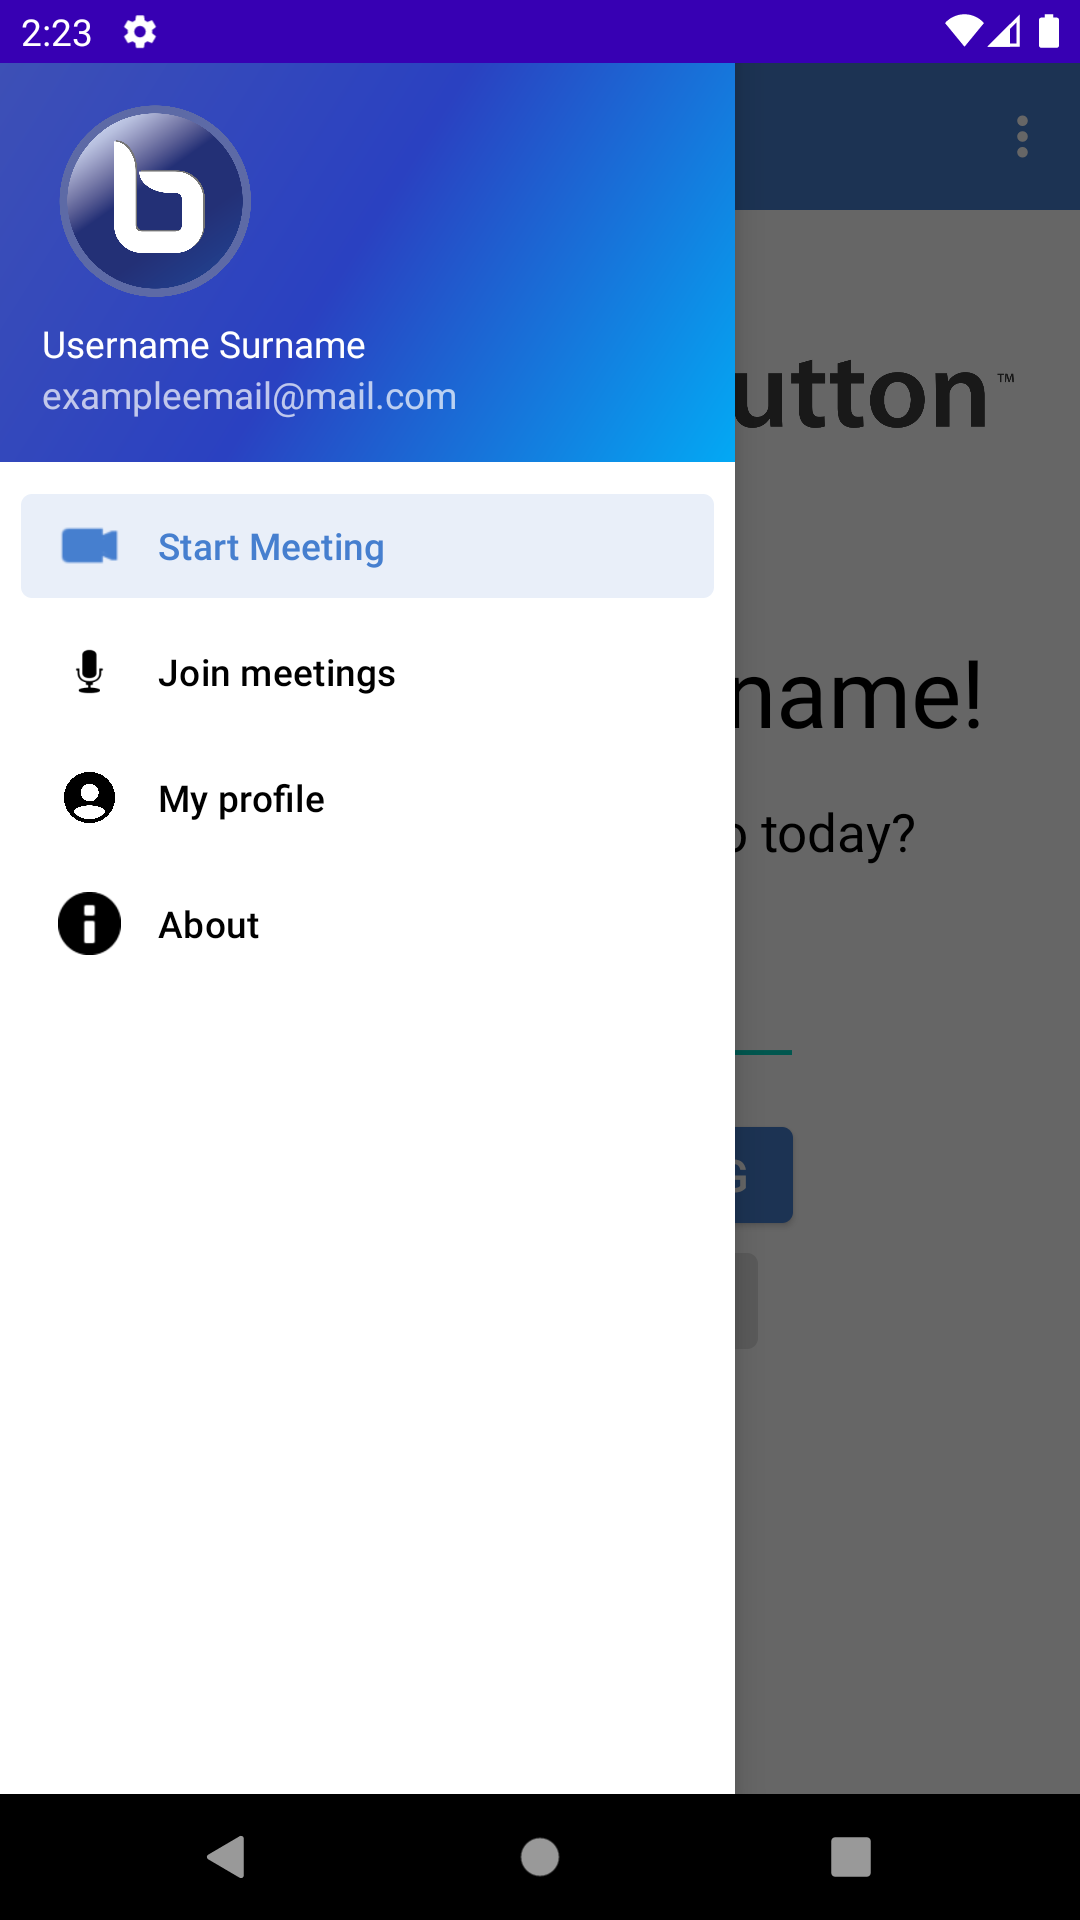 2:23
Username Surname
exampleemail@mail.com
utton™
Start Meeting
Join meetings
name!
My profile
o today?
About
G